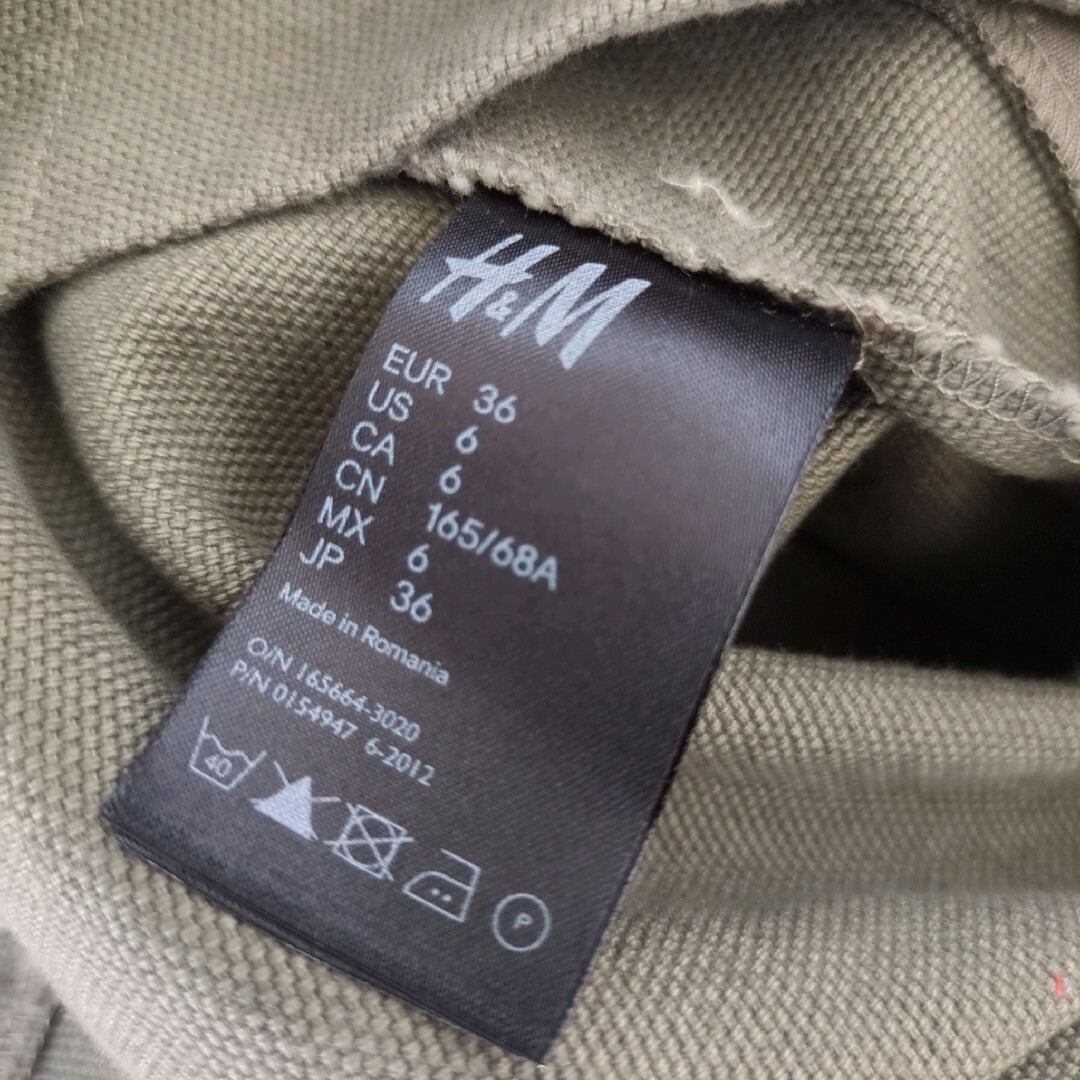 H&M
EUR 36
US 6
CA 6
CN 165/68A
MX 6
JP 36
Made in Romania
O/N 165664-3020
P/N 0154947 6-2012
40
P